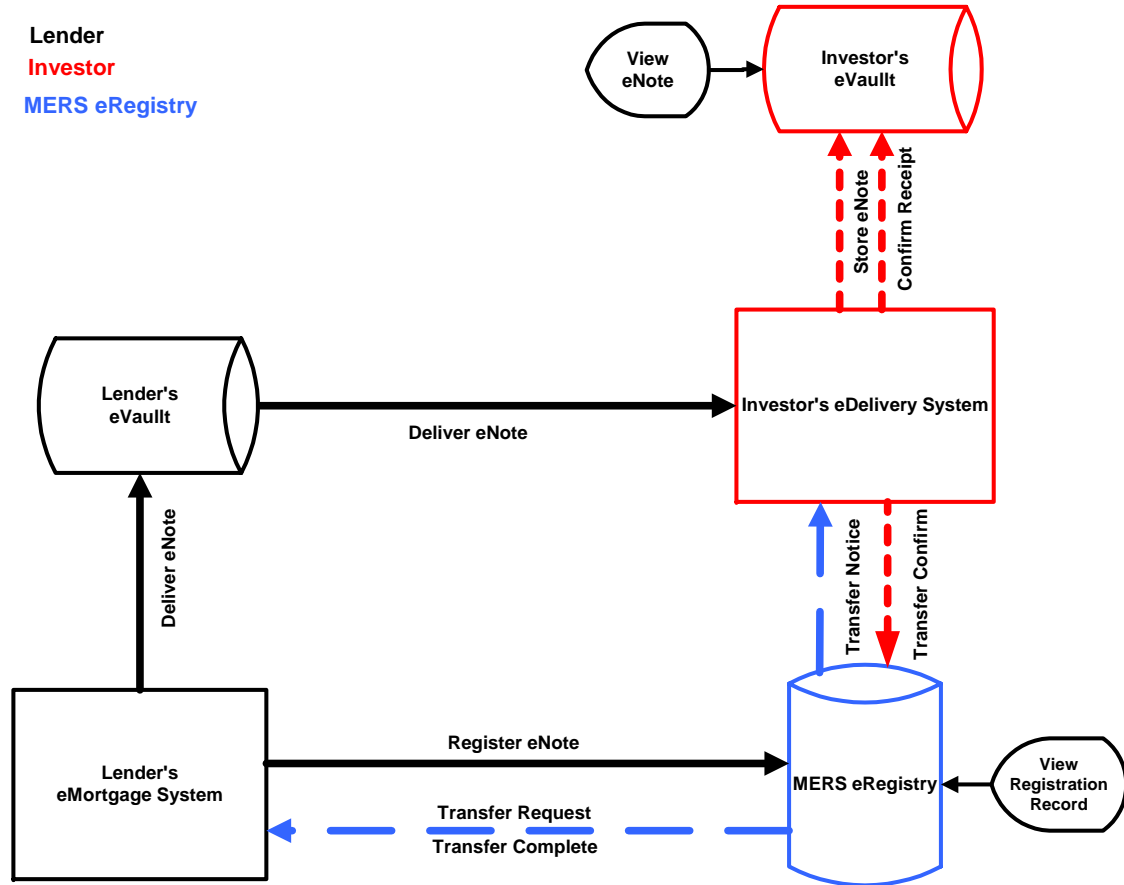 Lender
Investor
MERS eRegistry
View
eNote
Investor's
eVaullt
Store eNote
Confirm Receipt
Lender's
eVaullt
Deliver eNote
Investor's eDelivery System
Deliver eNote
Transfer Notice
Transfer Confirm
Lender's
eMortgage System
Register eNote
MERS eRegistry
View
Registration
Record
Transfer Request
Transfer Complete